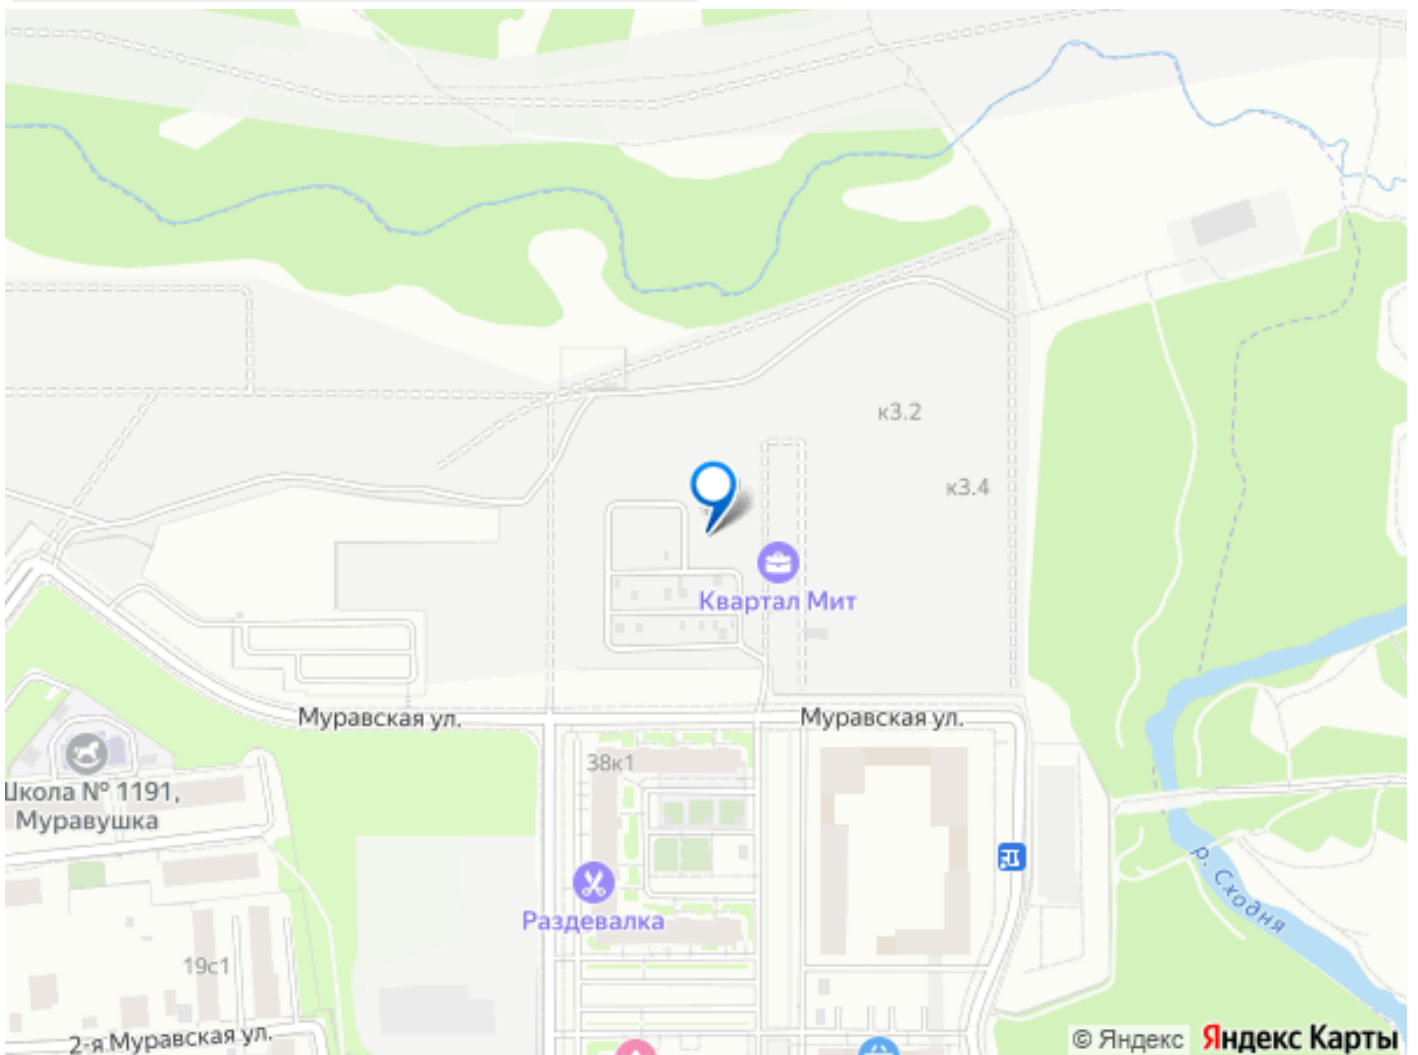 к3.2
к3.4
Квартал Мит
Муравская ул.
Муравская ул.
38к1
Школа № 1191,
Муравушка
р. Сходня
Раздевалка
19с1
2-я Муравская ул.
© Яндекс Яндекс Карты